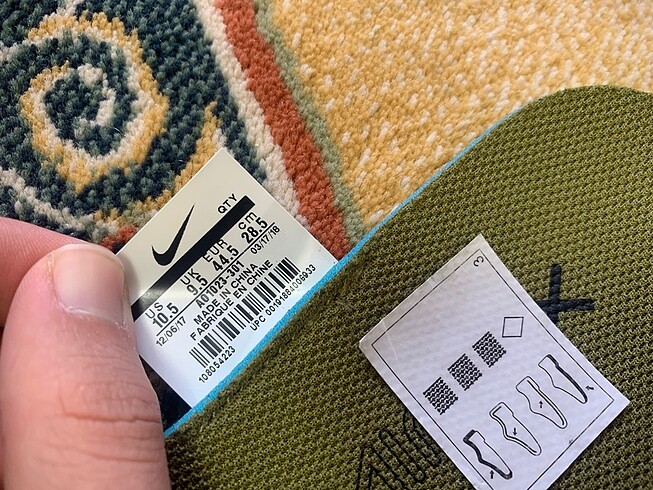 QTY
US UK EUR cm
10.5 9.5 44.5 28.5
12/06/17 03/17/18
AO1023-301
MADE IN CHINA
FABRIQUE EN CHINE
UPC
108054223
3
X